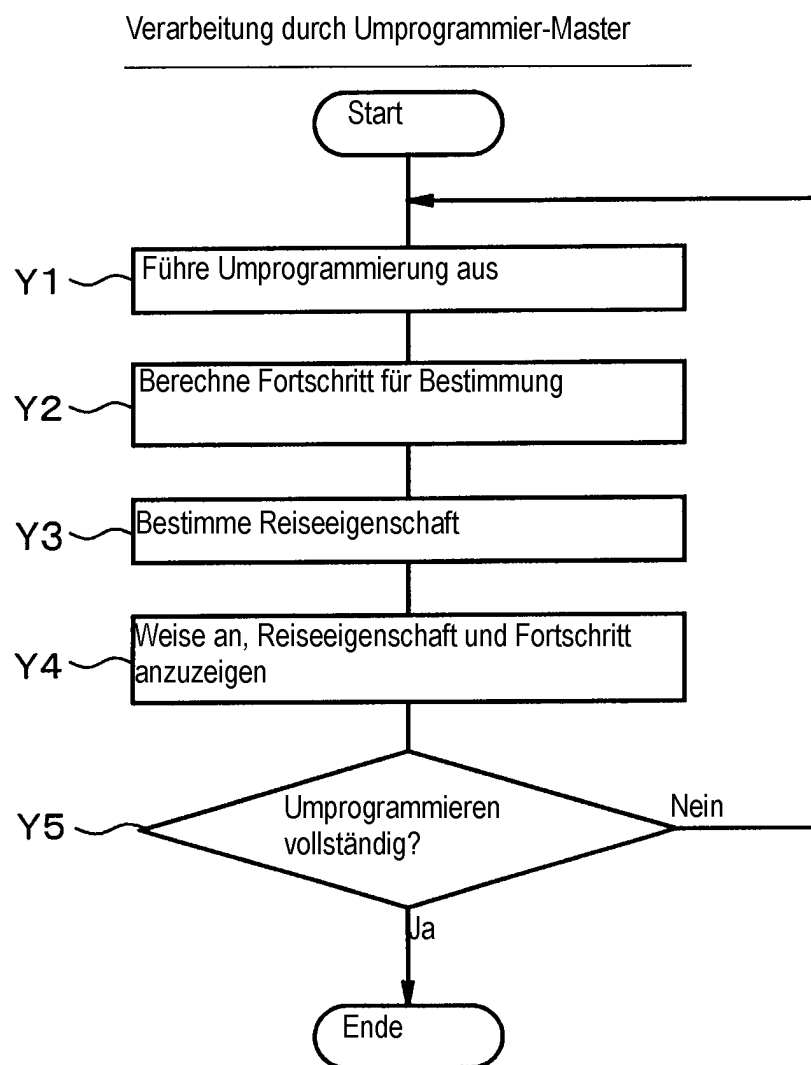 Verarbeitung durch Umprogrammier-Master
Start
Y1
Führe Umprogrammierung aus
Y2
Berechne Fortschritt für Bestimmung
Y3
Bestimme Reiseeigenschaft
Y4
Weise an, Reiseeigenschaft und Fortschritt
anzuzeigen
Y5
Umprogrammieren
vollständig?
Nein
Ja
Ende